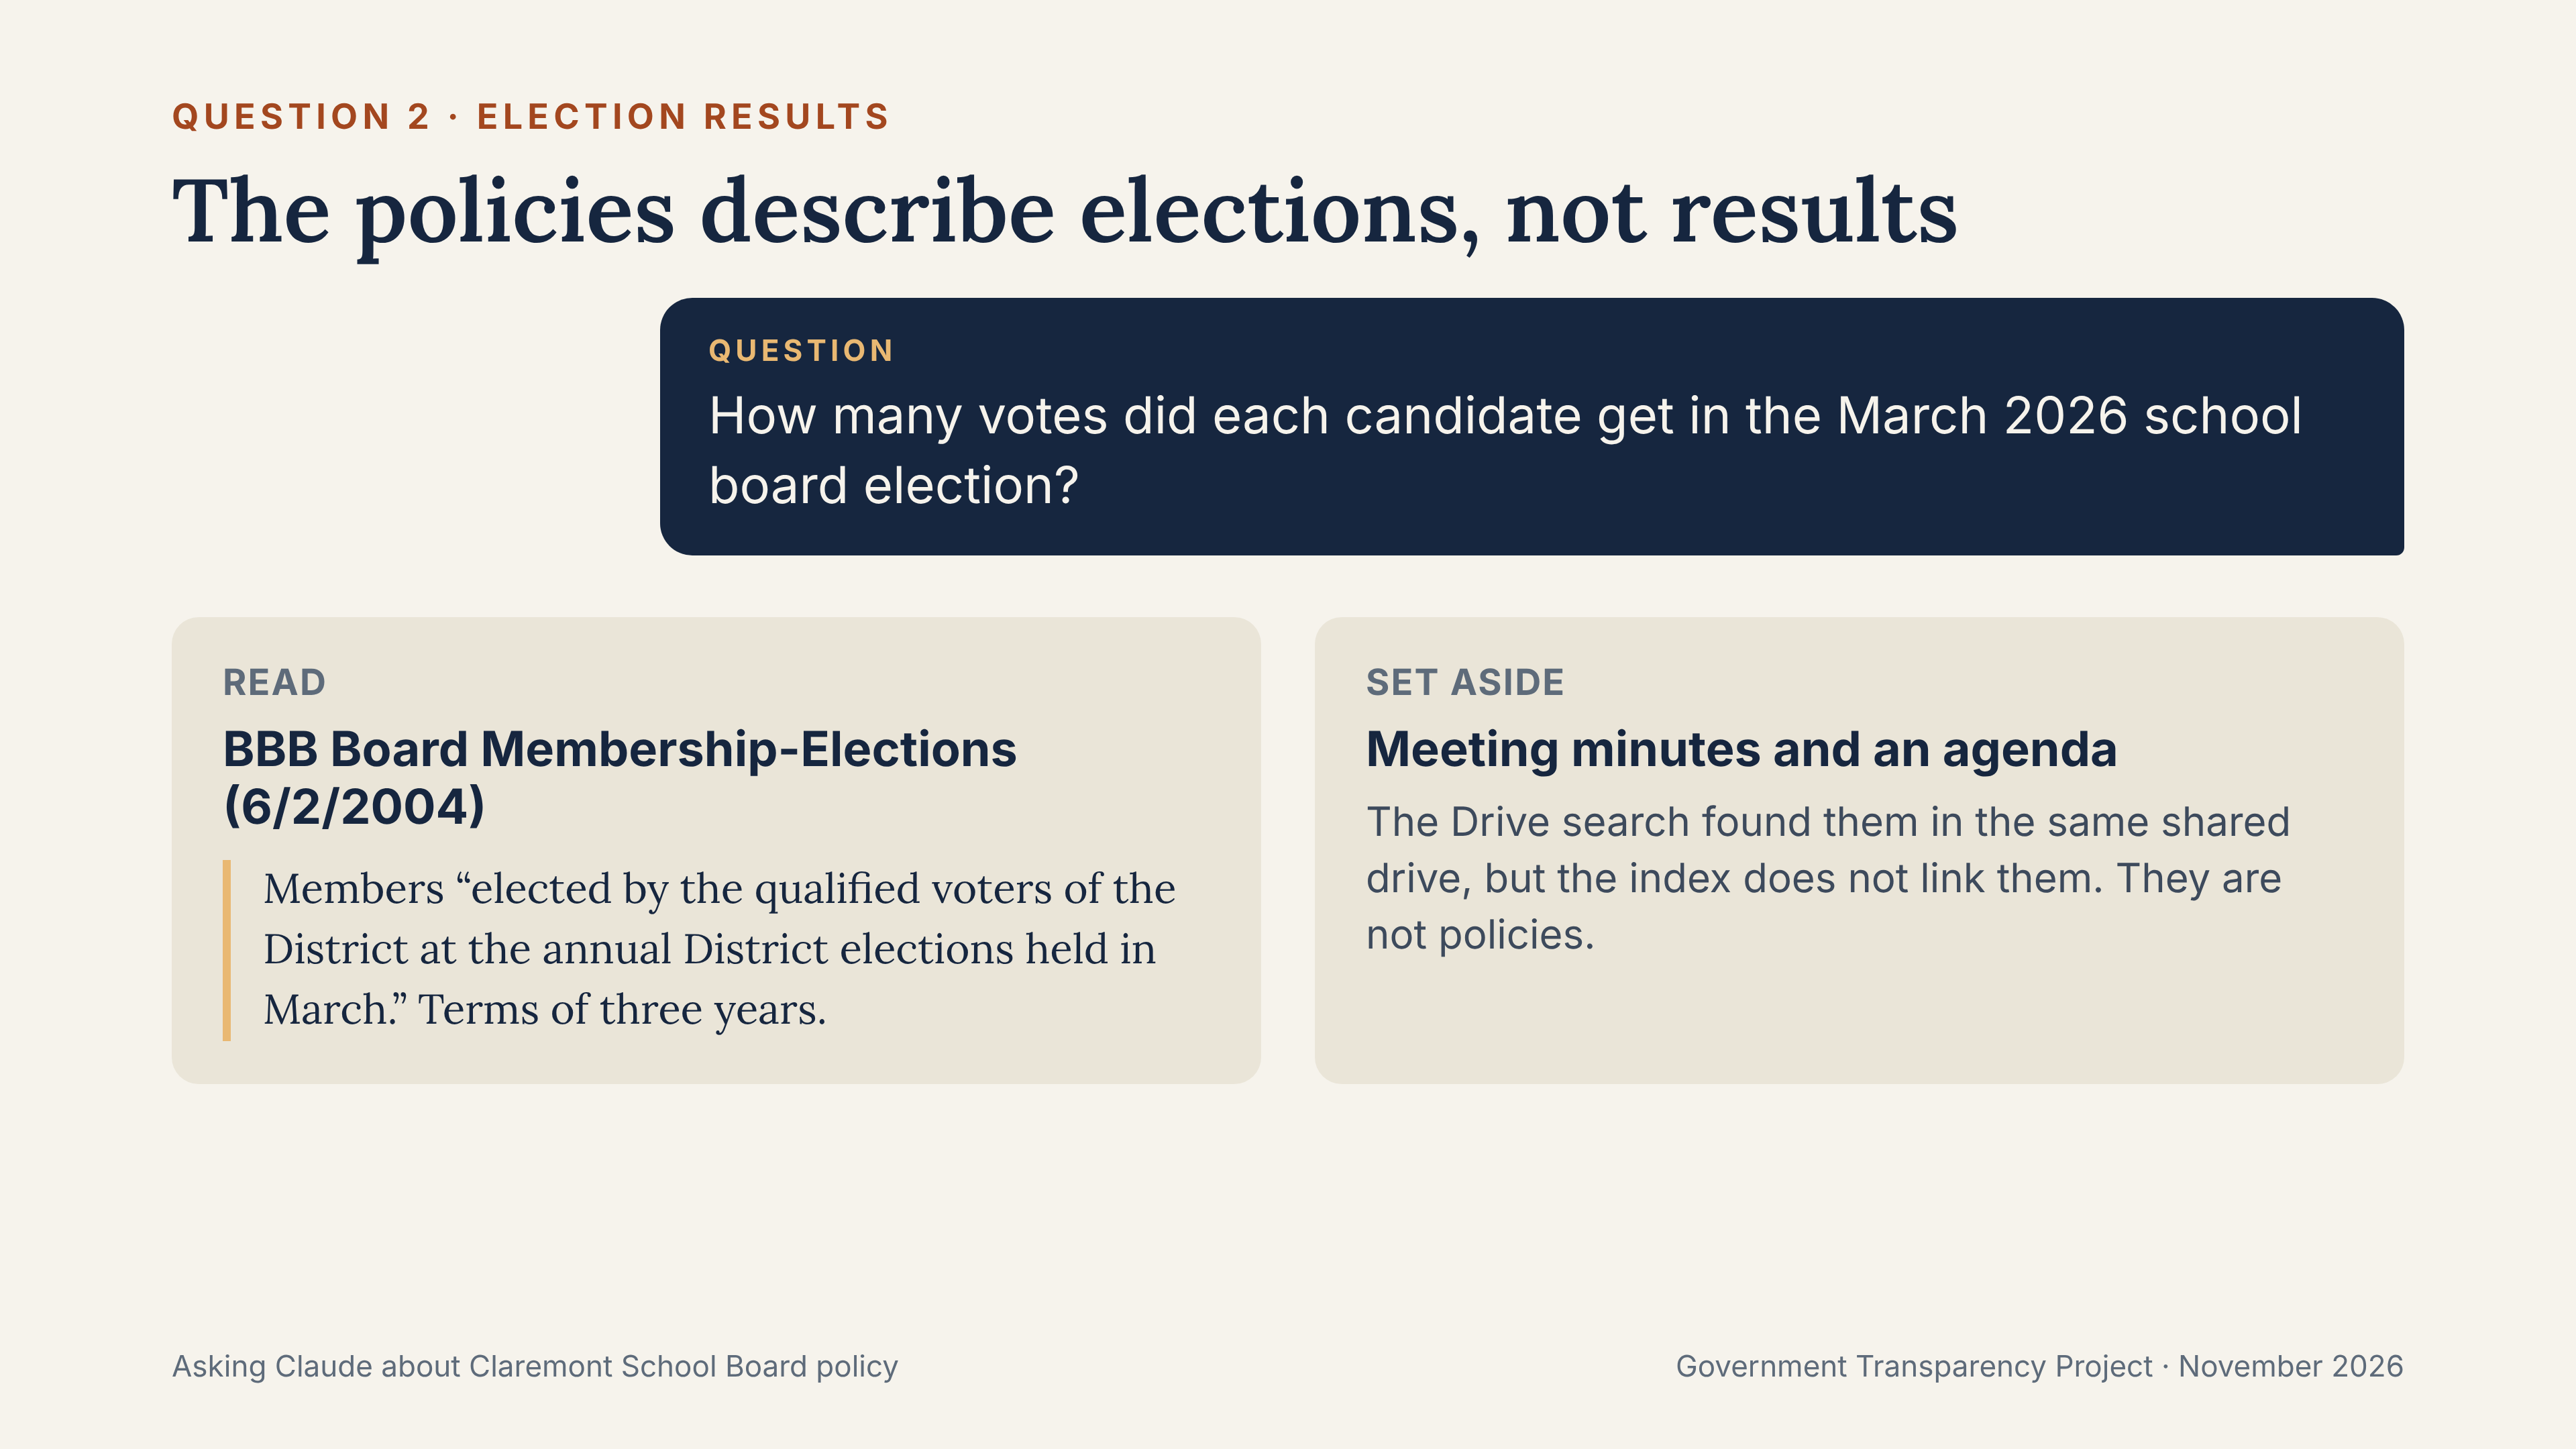 QUESTION 2 · ELECTION RESULTS
The policies describe elections, not results
QUESTION
How many votes did each candidate get in the March 2026 school
board election?
READ
BBB Board Membership-Elections
(6/2/2004)
Members “elected by the qualified voters of the
District at the annual District elections held in
March.” Terms of three years.
SET ASIDE
Meeting minutes and an agenda
The Drive search found them in the same shared
drive, but the index does not link them. They are
not policies.
Asking Claude about Claremont School Board policy
Government Transparency Project · November 2026